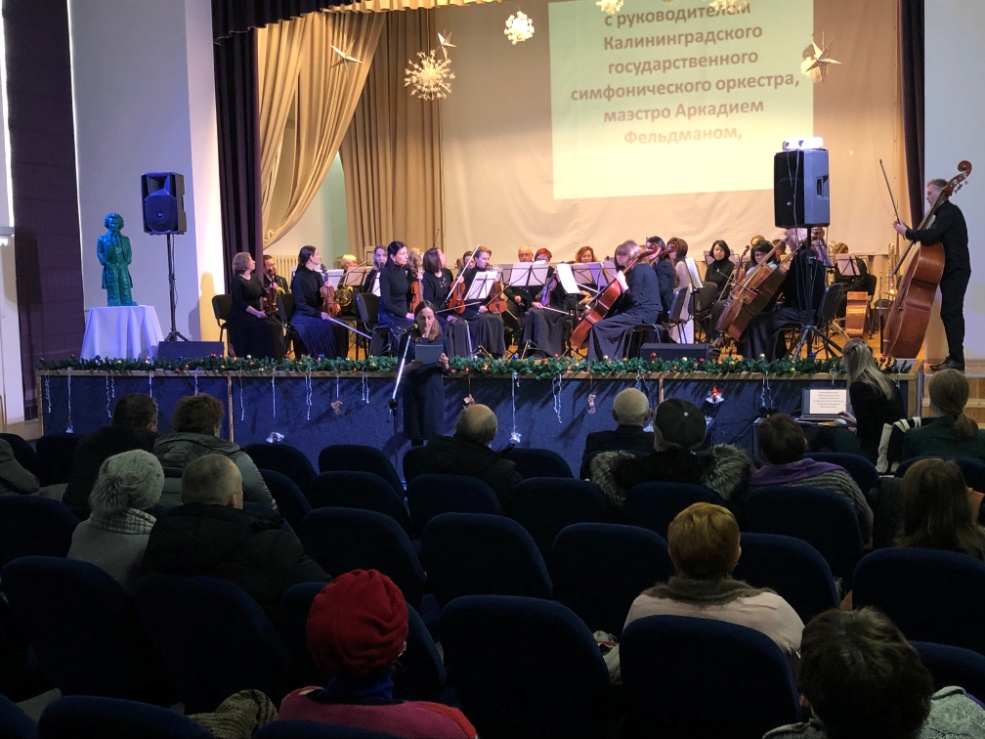 с руководителем
Калининградского
государственного
симфонического оркестра,
маэстро Аркадием
Фельдманом,